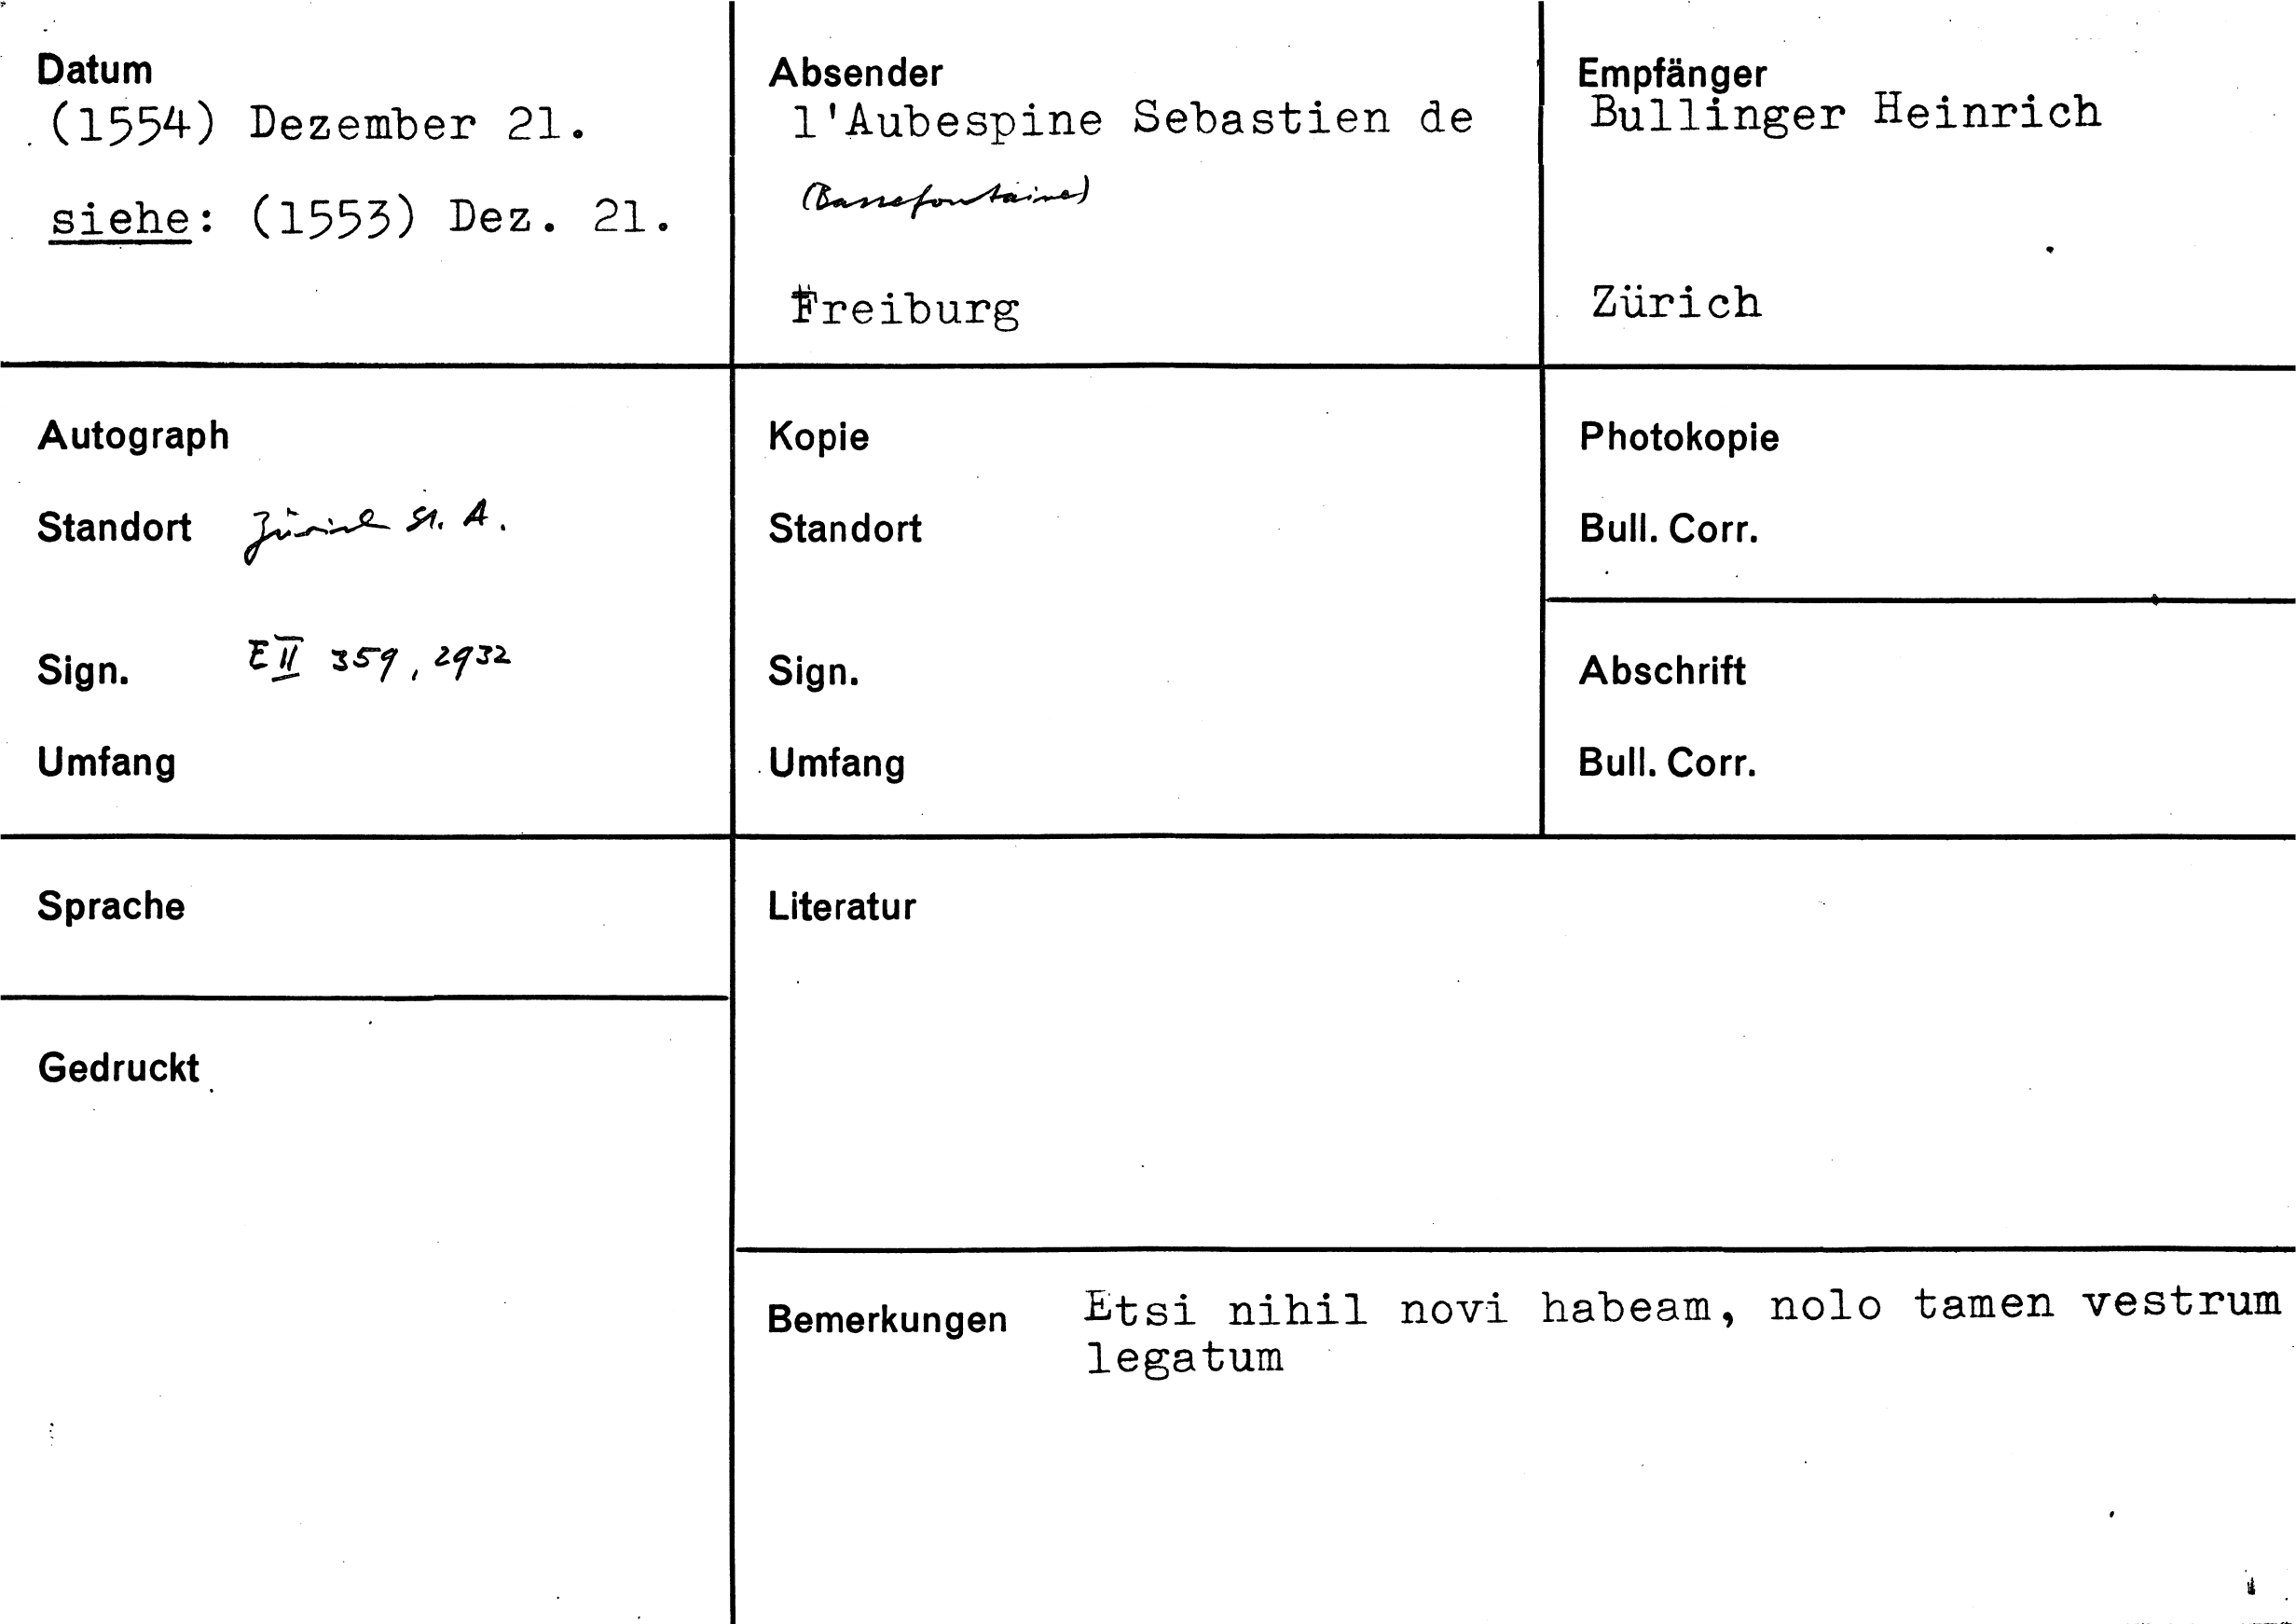 Datum
(1554) Dezember 21.
siehe: (1553) Dez. 21.
Absender
l'Aubespine Sebastien de
(Bassefontaine)
Freiburg
Empfänger
Bullinger Heinrich
Zürich
Autograph
Standort Zürich St. A.
Sign. E II 359, 2932
Umfang
Kopie
Standort
Sign.
Umfang
Photokopie
Bull. Corr.
Abschrift
Bull. Corr.
Sprache
Gedruckt
Literatur
Bemerkungen Etsi nihil novi habeam, nolo tamen vestrum
legatum